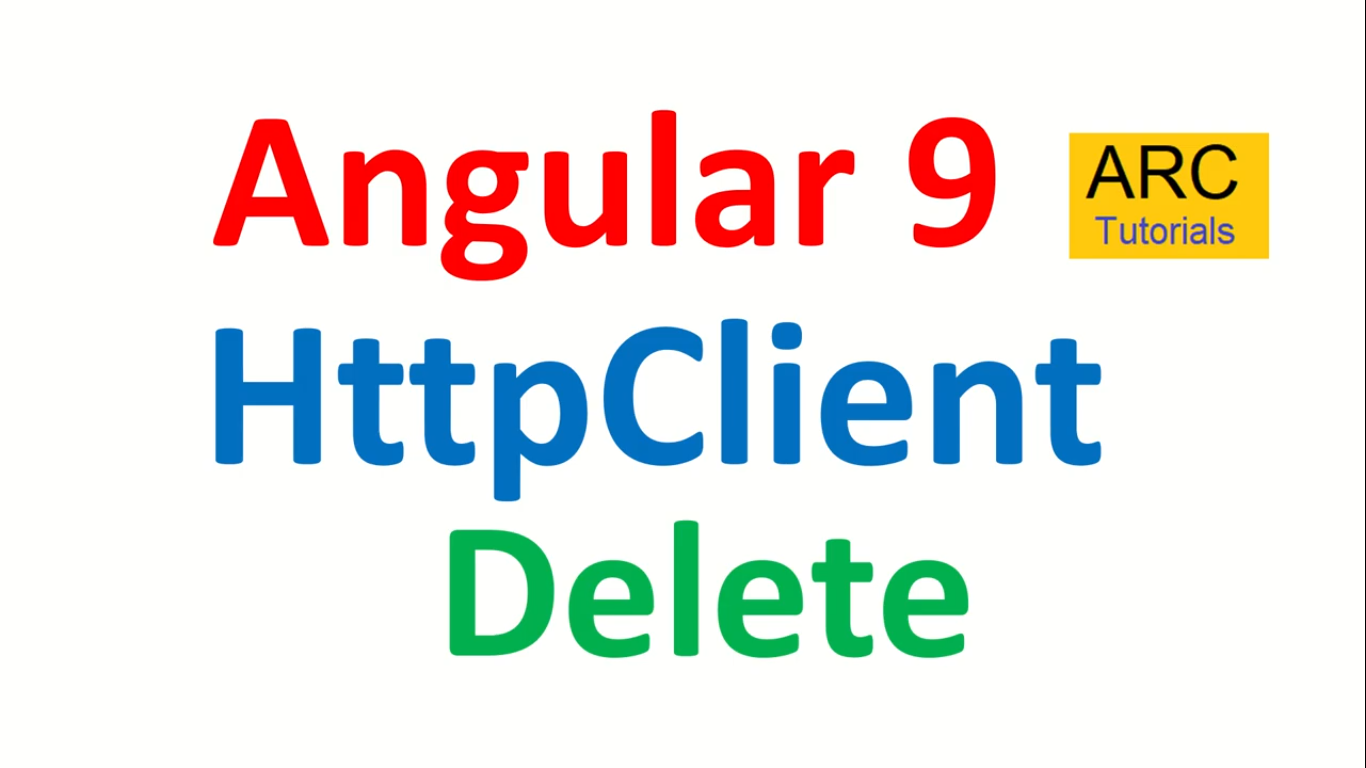 Angular 9
ARC
Tutorials
HttpClient
Delete